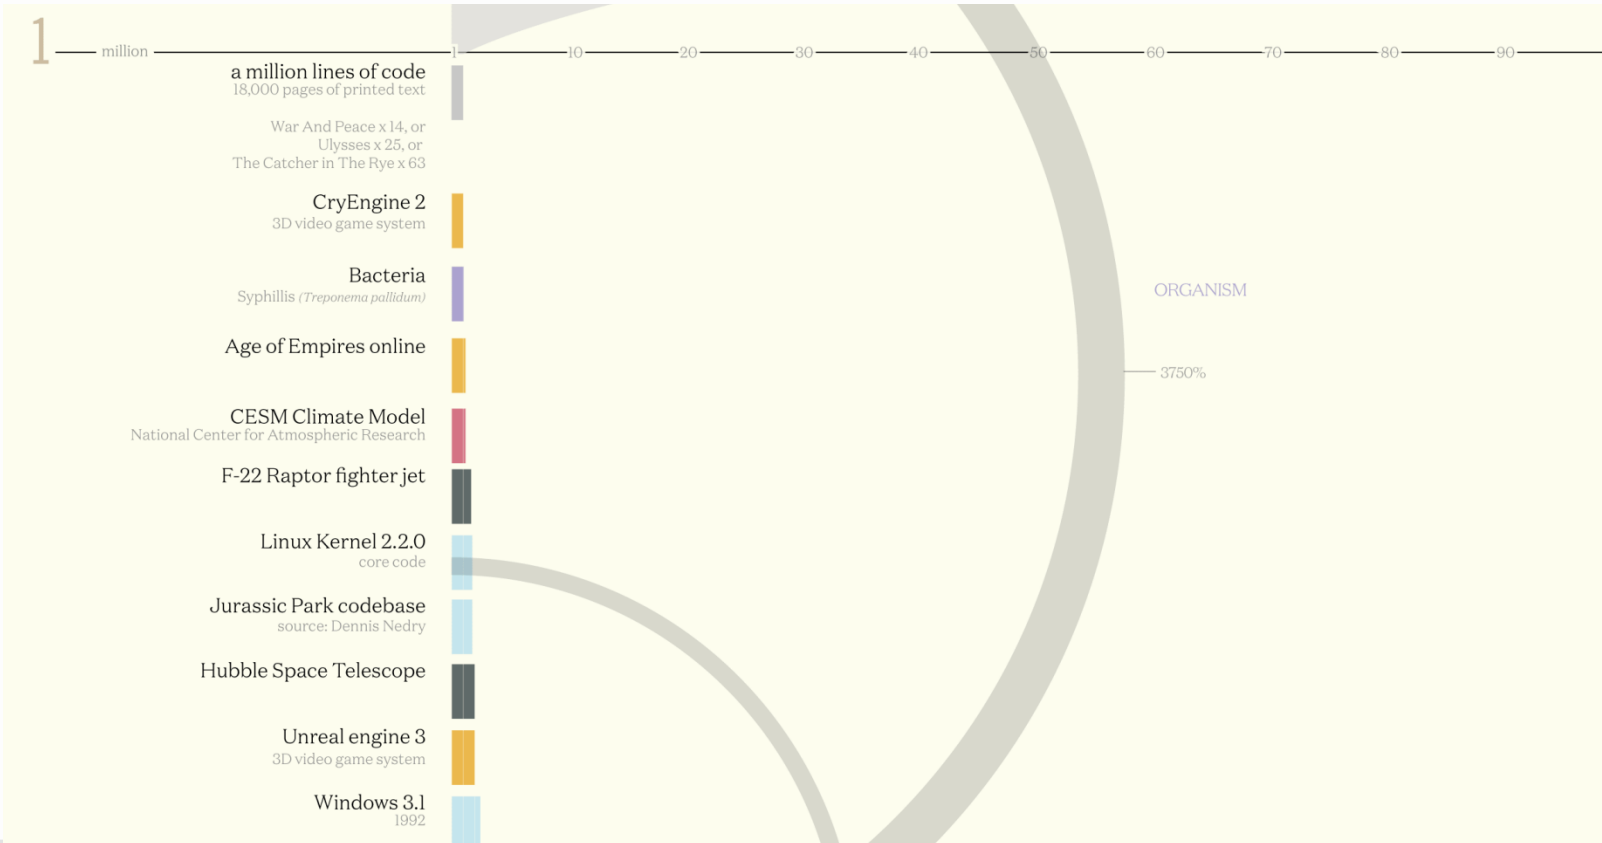 1 million 1 10 20 30 40 50 60 70 80 90
a million lines of code
18,000 pages of printed text
War And Peace x 14, or
Ulysses x 25, or
The Catcher in The Rye x 63
CryEngine 2
3D video game system
Bacteria
Syphillis (Treponema pallidum)
ORGANISM
Age of Empires online
3750%
CESM Climate Model
National Center for Atmospheric Research
F-22 Raptor fighter jet
Linux Kernel 2.2.0
core code
Jurassic Park codebase
source: Dennis Nedry
Hubble Space Telescope
Unreal engine 3
3D video game system
Windows 3.1
1992